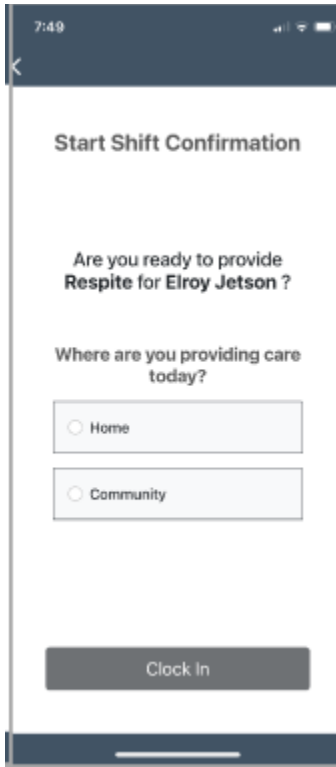 7:49
Start Shift Confirmation
Are you ready to provide
Respite for Elroy Jetson ?
Where are you providing care
today?
Home
Community
Clock In